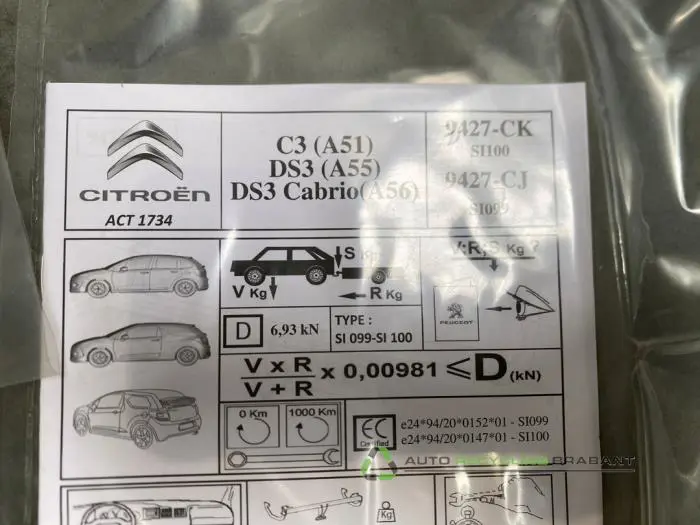 CITROËN
ACT 1734
C3 (A51)
DS3 (A55)
DS3 Cabrio(A56)
9427-CK
SI100
9427-CJ
SI099
S Kg
V Kg
R Kg
D 6,93 kN
TYPE :
SI 099-SI 100
V;R;S Kg ?
PEUGEOT
V x R
V + R
x 0,00981 ≤ D (kN)
0 Km
1000 Km
EC
Certified
e24*94/20*0152*01 - SI099
e24*94/20*0147*01 - SI100
AUTO RECYCLING BRABANT
Kg